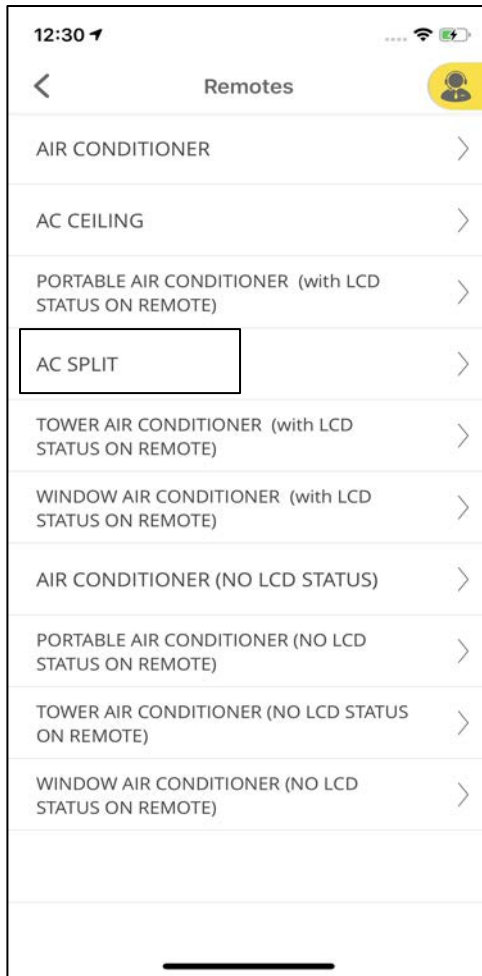 12:30
Remotes
AIR CONDITIONER
AC CEILING
PORTABLE AIR CONDITIONER (with LCD
STATUS ON REMOTE)
AC SPLIT
TOWER AIR CONDITIONER (with LCD
STATUS ON REMOTE)
WINDOW AIR CONDITIONER (with LCD
STATUS ON REMOTE)
AIR CONDITIONER (NO LCD STATUS)
PORTABLE AIR CONDITIONER (NO LCD
STATUS ON REMOTE)
TOWER AIR CONDITIONER (NO LCD STATUS
ON REMOTE)
WINDOW AIR CONDITIONER (NO LCD
STATUS ON REMOTE)